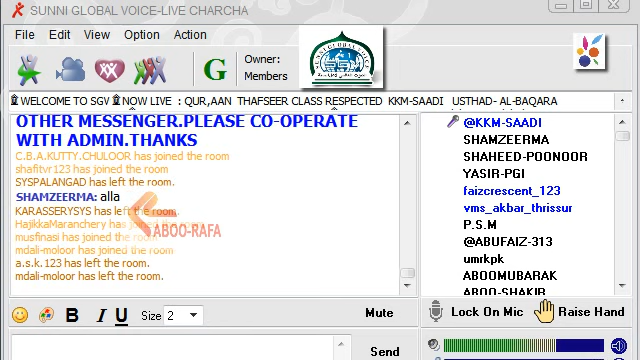 SUNNI GLOBAL VOICE-LIVE CHARCHA
File Edit View Option Action
G Owner:
Members
WELCOME TO SGV NOW LIVE : QUR,AAN THAFSEER CLASS RESPECTED KKM-SAADI USTHAD- AL-BAQARA
OTHER MESSENGER.PLEASE CO-OPERATE
WITH ADMIN.THANKS
C.B.A.KUTTY.CHULOOR has joined the room
shafitvr123 has joined the room
SYSPALANGAD has left the room.
SHAMZEERMA: alla
KARASSERYSYS has left the room.
HajjikkaMaranchery has joined the room
musfinasi has joined the room
mdali-moloor has joined the room
a.s.k.123 has left the room.
mdali-moloor has left the room.
ABOO-RAFA
@KKM-SAADI
SHAMZEERMA
SHAHEED-POONOOR
YASIR-PGI
faizcrescent_123
vms_akbar_thrissur
P.S.M
@ABUFAIZ-313
umrkpk
ABOOMUBARAK
ABOO-SHAKIR
B I U Size 2 Mute
Lock On Mic Raise Hand
Send